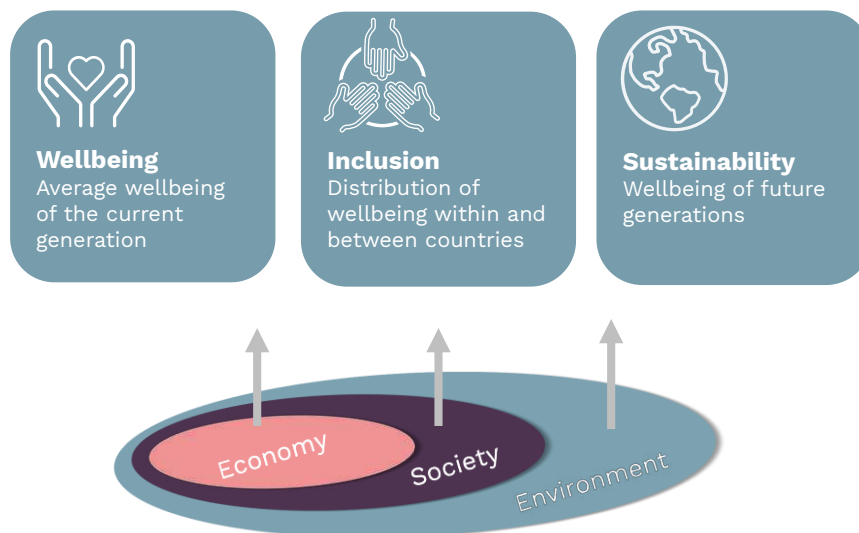 Wellbeing
Average wellbeing
of the current
generation
Inclusion
Distribution of
wellbeing within and
between countries
Sustainability
Wellbeing of future
generations
Economy
Society
Environment